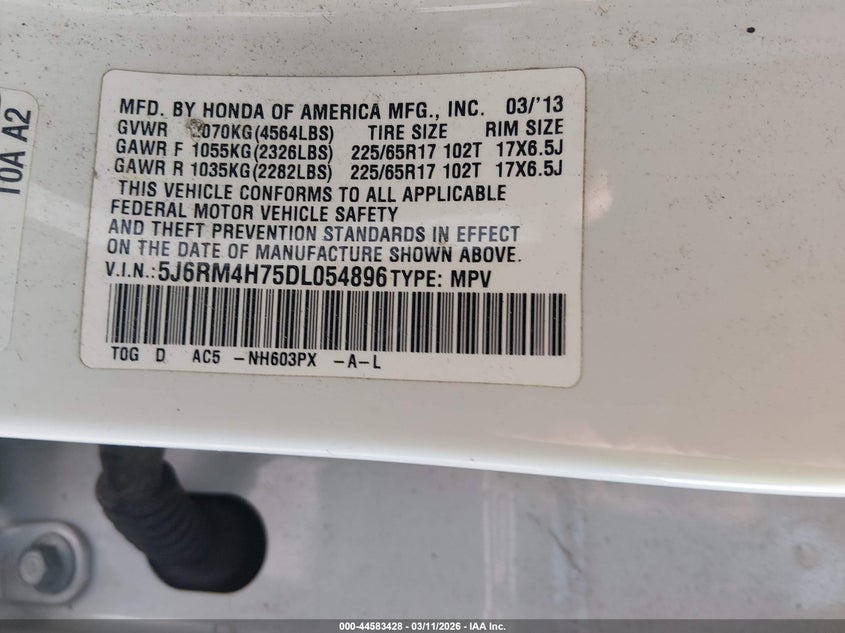 MFD. BY HONDA OF AMERICA MFG., INC. 03/'13
GVWR 2070KG(4564LBS) TIRE SIZE RIM SIZE
GAWR F 1055KG(2326LBS) 225/65R17 102T 17X6.5J
GAWR R 1035KG(2282LBS) 225/65R17 102T 17X6.5J
THIS VEHICLE CONFORMS TO ALL APPLICABLE
FEDERAL MOTOR VEHICLE SAFETY
AND THEFT PREVENTION STANDARDS IN EFFECT
ON THE DATE OF MANUFACTURE SHOWN ABOVE.
V.I.N.: 5J6RM4H75DL054896 TYPE: MPV
T0G D AC5 -NH603PX -A-L
10A A2
000-44583428 - 03/11/2026 - IAA Inc.